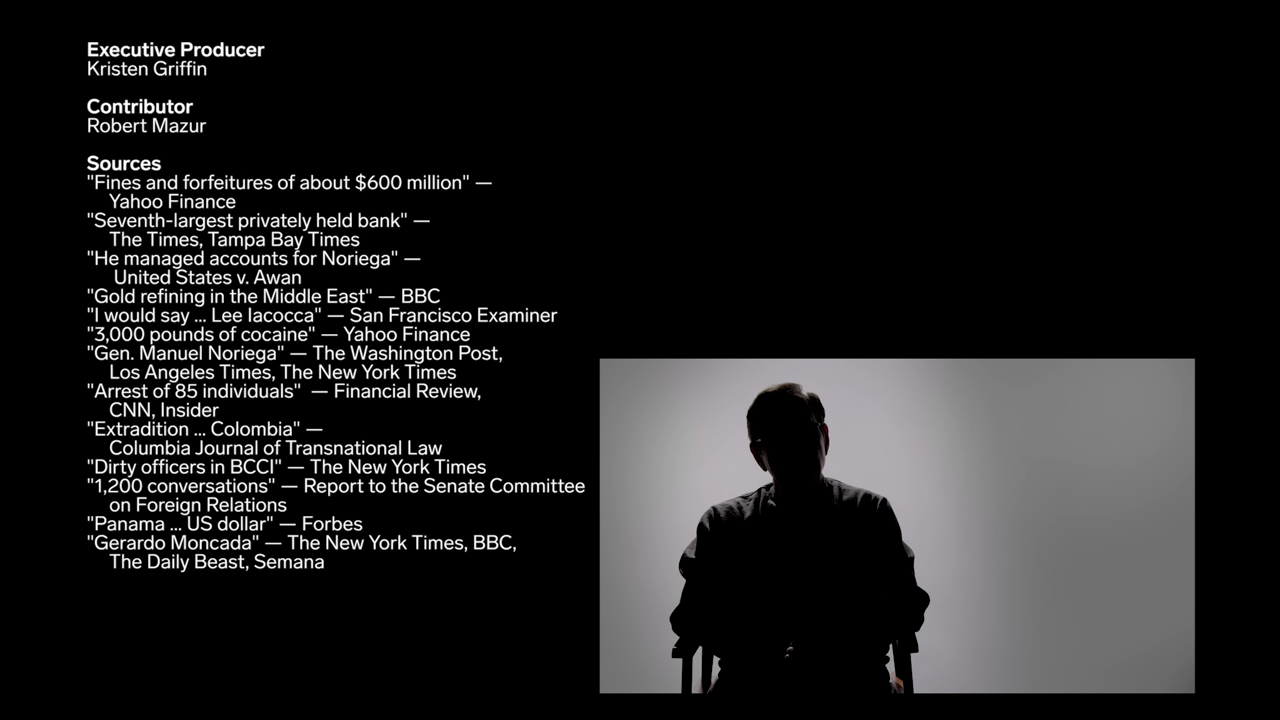 Executive Producer
Kristen Griffin
Contributor
Robert Mazur
Sources
"Fines and forfeitures of about $600 million" —
Yahoo Finance
"Seventh-largest privately held bank" —
The Times, Tampa Bay Times
"He managed accounts for Noriega" —
United States v. Awan
"Gold refining in the Middle East" — BBC
"I would say ... Lee Iacocca" — San Francisco Examiner
"3,000 pounds of cocaine" — Yahoo Finance
"Gen. Manuel Noriega" — The Washington Post,
Los Angeles Times, The New York Times
"Arrest of 85 individuals" — Financial Review,
CNN, Insider
"Extradition ... Colombia" —
Columbia Journal of Transnational Law
"Dirty officers in BCCI" — The New York Times
"1,200 conversations" — Report to the Senate Committee
on Foreign Relations
"Panama ... US dollar" — Forbes
"Gerardo Moncada" — The New York Times, BBC,
The Daily Beast, Semana